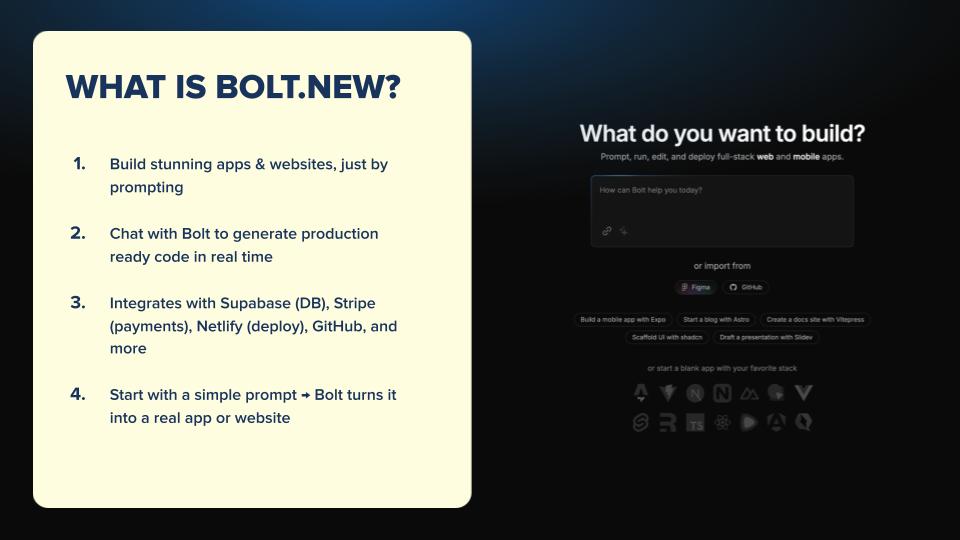 WHAT IS BOLT.NEW?
1. Build stunning apps & websites, just by
prompting
2. Chat with Bolt to generate production
ready code in real time
3. Integrates with Supabase (DB), Stripe
(payments), Netlify (deploy), GitHub, and
more
4. Start with a simple prompt → Bolt turns it
into a real app or website
What do you want to build?
Prompt, run, edit, and deploy full-stack web and mobile apps.
How can Bolt help you today?
or import from
Figma GitHub
Build a mobile app with Expo Start a blog with Astro Create a docs site with Vitepress
Scaffold UI with shadcn Draft a presentation with Slidev
or start a blank app with your favorite stack
TS